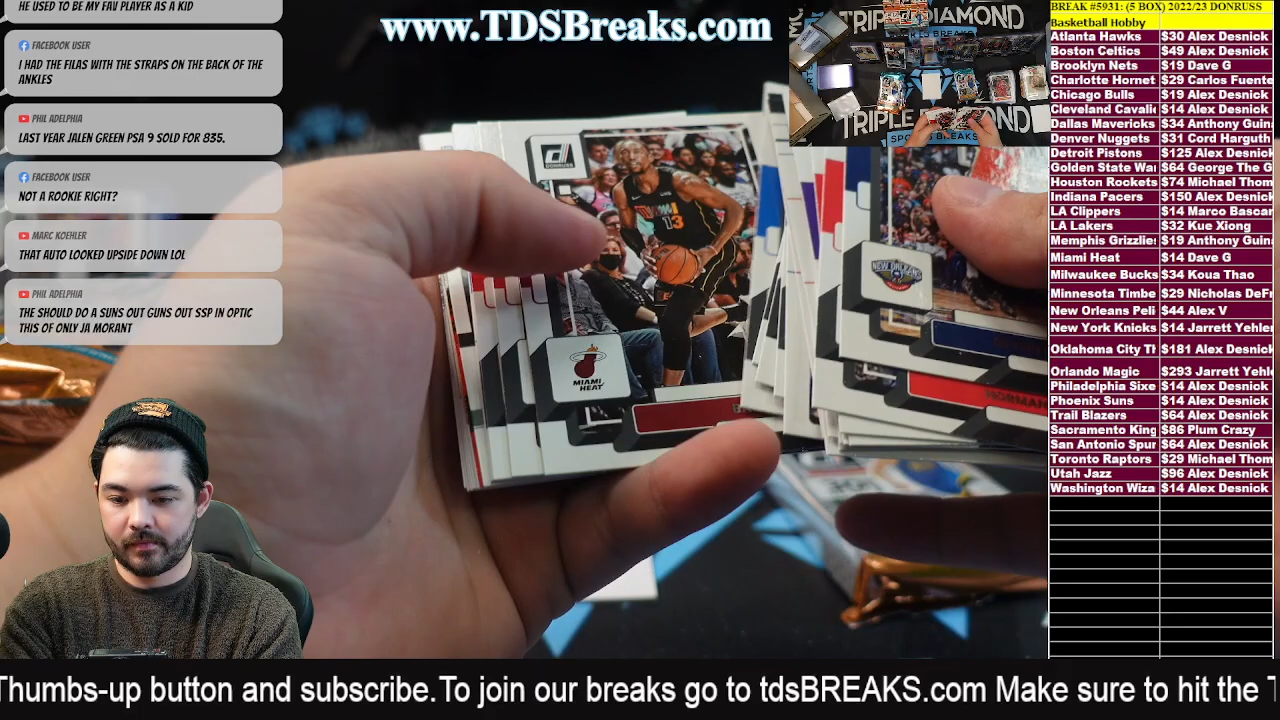 HE USED TO BE MY FAV PLAYER AS A KID
FACEBOOK USER
I HAD THE FILAS WITH THE STRAPS ON THE BACK OF THE
ANKLES
PHIL ADELPHIA
LAST YEAR JALEN GREEN PSA 9 SOLD FOR 835.
FACEBOOK USER
NOT A ROOKIE RIGHT?
MARC KOEHLER
THAT AUTO LOOKED UPSIDE DOWN LOL
PHIL ADELPHIA
THE SHOULD DO A SUNS OUT GUNS OUT SSP IN OPTIC
THIS OF ONLY JA MORANT
www.TDSBreaks.com
TRIPLE DIAMOND
SPORTS BREAKS
DONRUSS
13
MIAMI
HEAT
NEW ORLEANS
NORMAN
BREAK #5931: (5 BOX) 2022/23 DONRUSS
Basketball Hobby
Atlanta Hawks $30 Alex Desnick
Boston Celtics $49 Alex Desnick
Brooklyn Nets $19 Dave G
Charlotte Hornet $29 Carlos Fuente
Chicago Bulls $19 Alex Desnick
Cleveland Cavalie $14 Alex Desnick
Dallas Mavericks $34 Anthony Guin
Denver Nuggets $31 Cord Harguth
Detroit Pistons $125 Alex Desnick
Golden State War $64 George The G
Houston Rockets $74 Michael Thom
Indiana Pacers $150 Alex Desnick
LA Clippers $14 Marco Bascar
LA Lakers $32 Kue Xiong
Memphis Grizzlies $19 Anthony Guin
Miami Heat $14 Dave G
Milwaukee Bucks $34 Koua Thao
Minnesota Timbe $29 Nicholas DeFr
New Orleans Peli $44 Alex V
New York Knicks $14 Jarrett Yehle
Oklahoma City Th $181 Alex Desnick
Orlando Magic $293 Jarrett Yehle
Philadelphia Sixe $14 Alex Desnick
Phoenix Suns $14 Alex Desnick
Trail Blazers $64 Alex Desnick
Sacramento King $86 Plum Crazy
San Antonio Spur $64 Alex Desnick
Toronto Raptors $29 Michael Thom
Utah Jazz $96 Alex Desnick
Washington Wiza $14 Alex Desnick
Thumbs-up button and subscribe.To join our breaks go to tdsBREAKS.com Make sure to hit the T